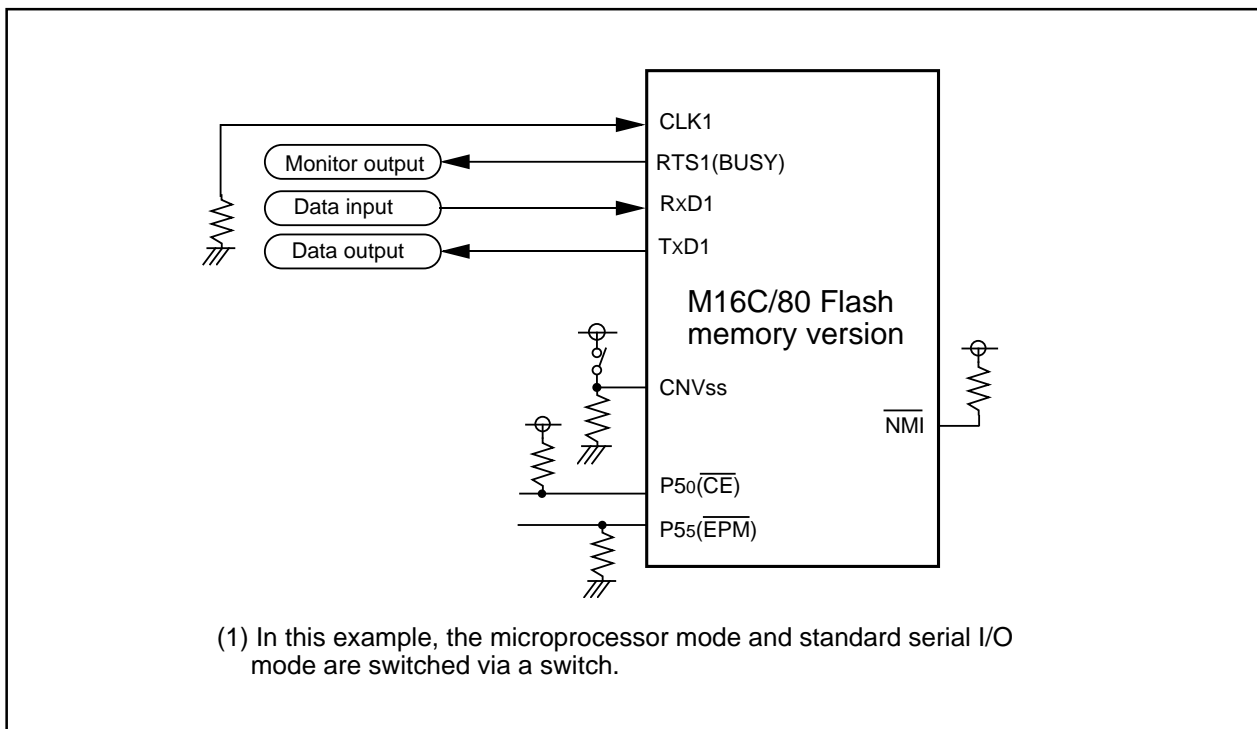 CLK1
Monitor output
RTS1(BUSY)
Data input
RXD1
Data output
TXD1
M16C/80 Flash
memory version
CNVss
NMI
P50(CE)
P55(EPM)
(1) In this example, the microprocessor mode and standard serial I/O
mode are switched via a switch.